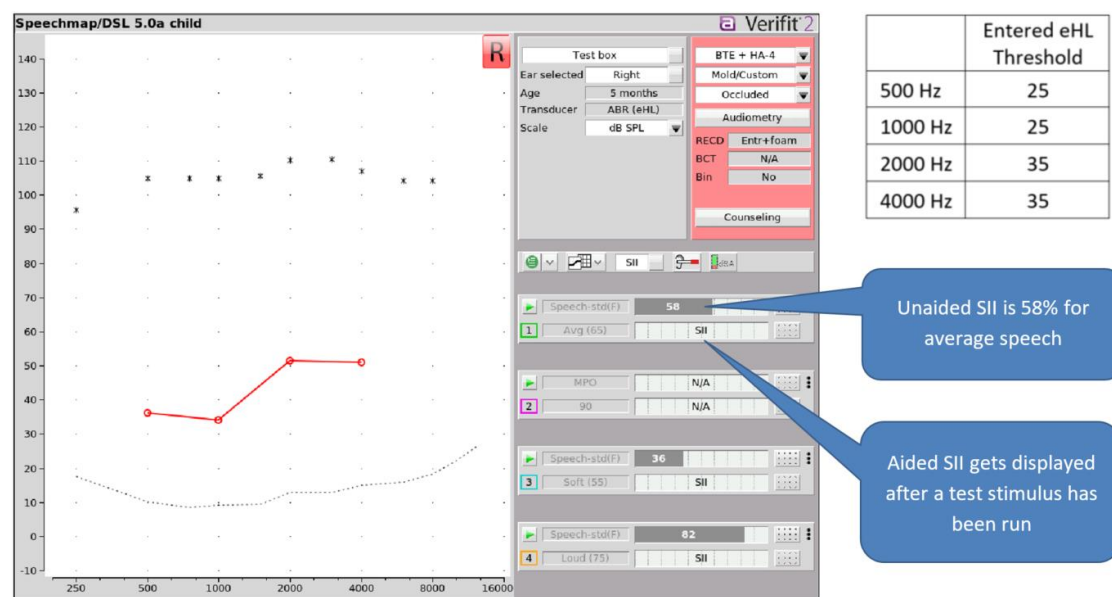 Speechmap/DSL 5.0a child
a Verifit 2
R
140
130
120
110
100
90
80
70
60
50
40
30
20
10
0
-10
250
500
1000
2000
4000
8000
16000
Test box
Ear selected Right
Age 5 months
Transducer ABR (eHL)
Scale dB SPL
BTE + HA-4
Mold/Custom
Occluded
Audiometry
RECD Entr+foam
BCT N/A
Bin No
Counseling
SII
Speech-std(F) 58
1 Avg (65) SII
MPO N/A
2 90 N/A
Speech-std(F) 36
3 Soft (55) SII
Speech-std(F) 82
4 Loud (75) SII
Entered eHL
Threshold
500 Hz 25
1000 Hz 25
2000 Hz 35
4000 Hz 35
Unaided SII is 58% for
average speech
Aided SII gets displayed
after a test stimulus has
been run